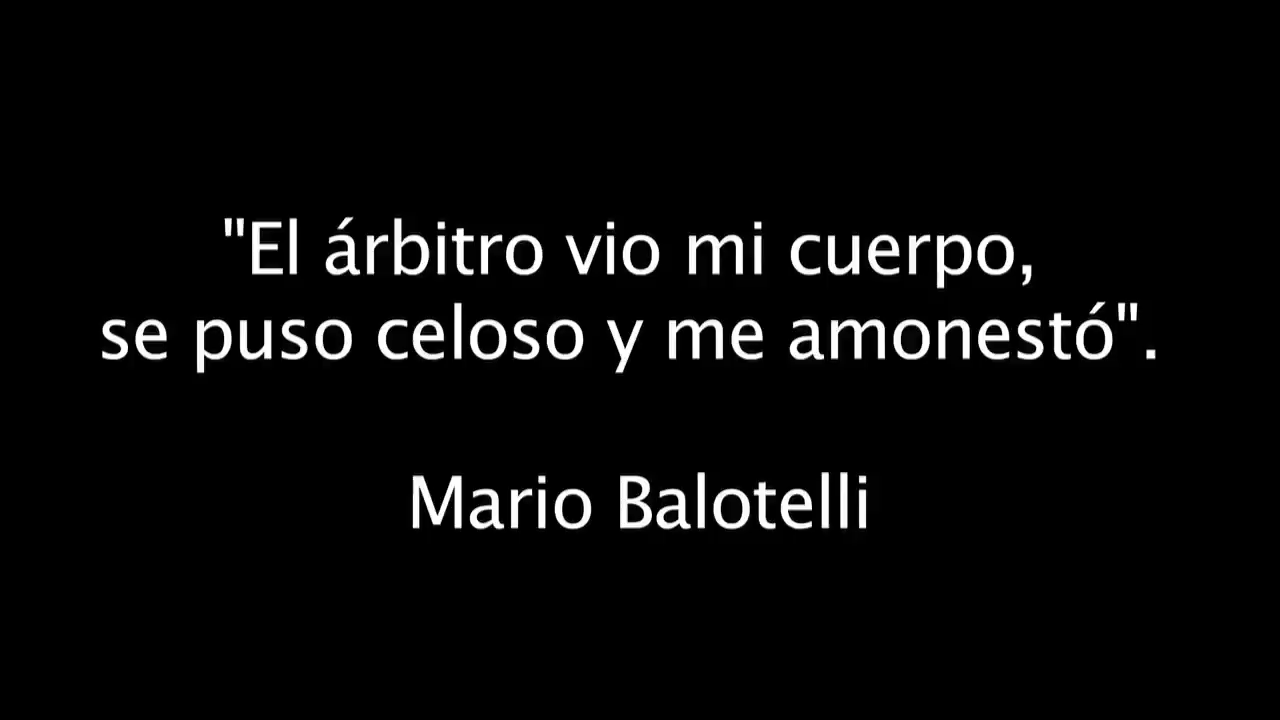 "El árbitro vio mi cuerpo,
se puso celoso y me amonestó".
Mario Balotelli